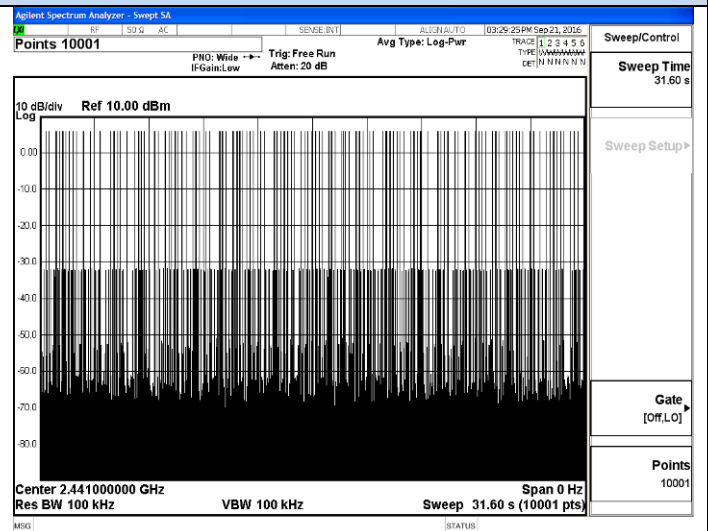 Agilent Spectrum Analyzer - Swept SA
RF 50 Ω AC SENSE:INT ALIGN AUTO 03:29:25 PM Sep 21, 2016
Points 10001
PNO: Wide
IFGain:Low
Trig: Free Run
Atten: 20 dB
Avg Type: Log-Pwr
TRACE 1 2 3 4 5 6
TYPE
DET N N N N N N
10 dB/div Ref 10.00 dBm
Log
0.00
-10.0
-20.0
-30.0
-40.0
-50.0
-60.0
-70.0
-80.0
Center 2.441000000 GHz Span 0 Hz
Res BW 100 kHz VBW 100 kHz Sweep 31.60 s (10001 pts)
MSG STATUS
Sweep/Control
Sweep Time
31.60 s
Sweep Setup
Gate
[Off,LO]
Points
10001